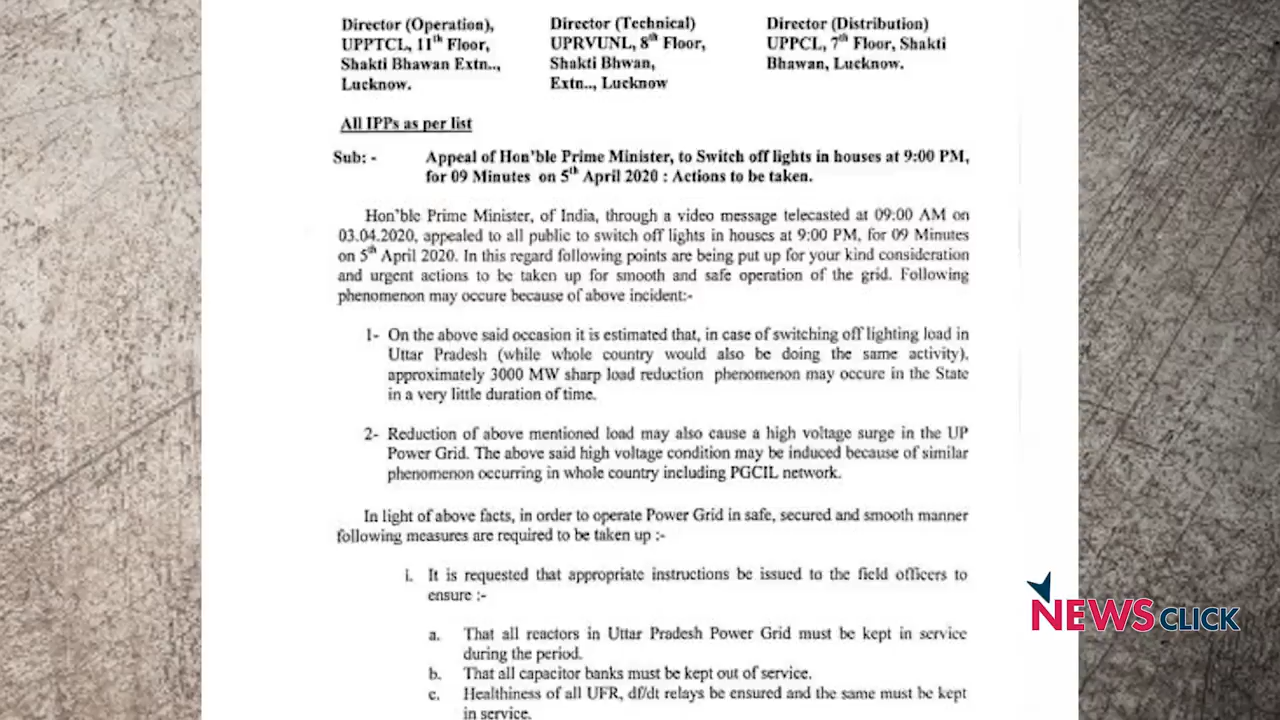 Director (Operation),
UPPTCL, 11th Floor,
Shakti Bhawan Extn..,
Lucknow.
Director (Technical)
UPRVUNL, 8th Floor,
Shakti Bhwan,
Extn.., Lucknow
Director (Distribution)
UPPCL, 7th Floor, Shakti
Bhawan, Lucknow.
All IPPs as per list
Sub: - Appeal of Hon'ble Prime Minister, to Switch off lights in houses at 9:00 PM,
for 09 Minutes on 5th April 2020 : Actions to be taken.
Hon'ble Prime Minister, of India, through a video message telecasted at 09:00 AM on
03.04.2020, appealed to all public to switch off lights in houses at 9:00 PM, for 09 Minutes
on 5th April 2020. In this regard following points are being put up for your kind consideration
and urgent actions to be taken up for smooth and safe operation of the grid. Following
phenomenon may occure because of above incident:-
1- On the above said occasion it is estimated that, in case of switching off lighting load in
Uttar Pradesh (while whole country would also be doing the same activity),
approximately 3000 MW sharp load reduction phenomenon may occure in the State
in a very little duration of time.
2- Reduction of above mentioned load may also cause a high voltage surge in the UP
Power Grid. The above said high voltage condition may be induced because of similar
phenomenon occurring in whole country including PGCIL network.
In light of above facts, in order to operate Power Grid in safe, secured and smooth manner
following measures are required to be taken up :-
i. It is requested that appropriate instructions be issued to the field officers to
ensure :-
a. That all reactors in Uttar Pradesh Power Grid must be kept in service
during the period.
b. That all capacitor banks must be kept out of service.
c. Healthiness of all UFR, df/dt relays be ensured and the same must be kept
in service.
NEWSCLICK